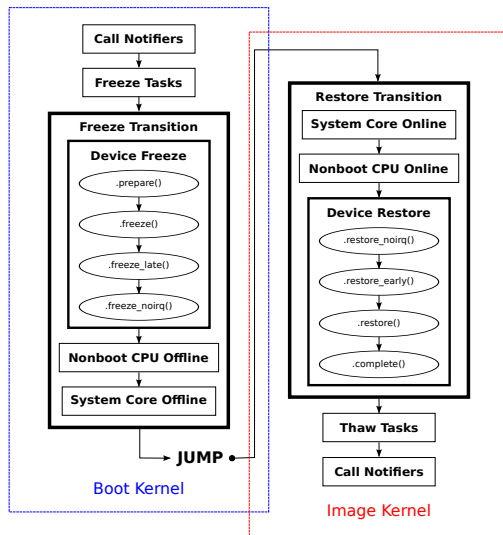 Call Notifiers
Freeze Tasks
Freeze Transition
Device Freeze
.prepare()
.freeze()
.freeze_late()
.freeze_noirq()
Nonboot CPU Offline
System Core Offline
JUMP
Boot Kernel
Restore Transition
System Core Online
Nonboot CPU Online
Device Restore
.restore_noirq()
.restore_early()
.restore()
.complete()
Thaw Tasks
Call Notifiers
Image Kernel